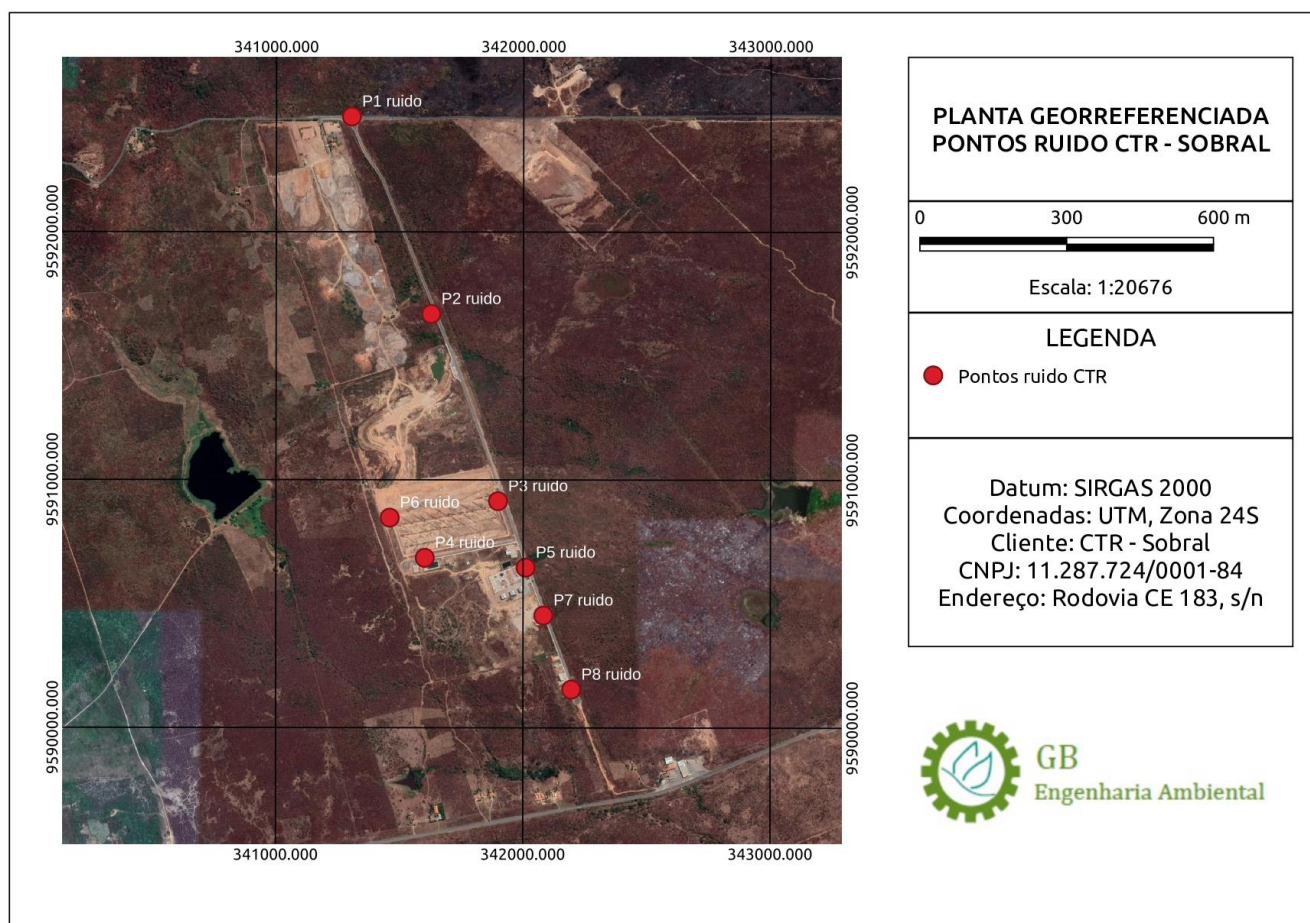 341000.000
342000.000
343000.000
P1 ruido
9592000.000
9592000.000
P2 ruido
9591000.000
9591000.000
P3 ruido
P6 ruido
P4 ruido
P5 ruido
P7 ruido
P8 ruido
9590000.000
9590000.000
341000.000
342000.000
343000.000
PLANTA GEORREFERENCIADA
PONTOS RUIDO CTR - SOBRAL
0 300 600 m
Escala: 1:20676
LEGENDA
Pontos ruido CTR
Datum: SIRGAS 2000
Coordenadas: UTM, Zona 24S
Cliente: CTR - Sobral
CNPJ: 11.287.724/0001-84
Endereço: Rodovia CE 183, s/n
GB
Engenharia Ambiental